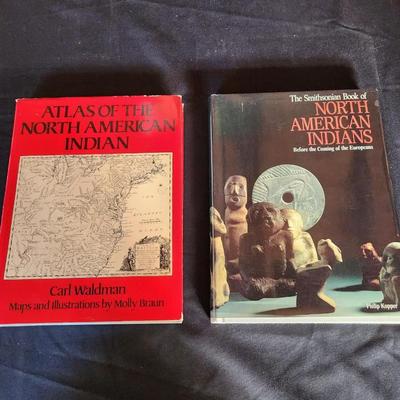 ATLAS OF THE
NORTH AMERICAN
INDIAN
Carl Waldman
Maps and Illustrations by Molly Braun
The Smithsonian Book of
NORTH
AMERICAN
INDIANS
Before the Coming of the Europeans
Philip Kopper